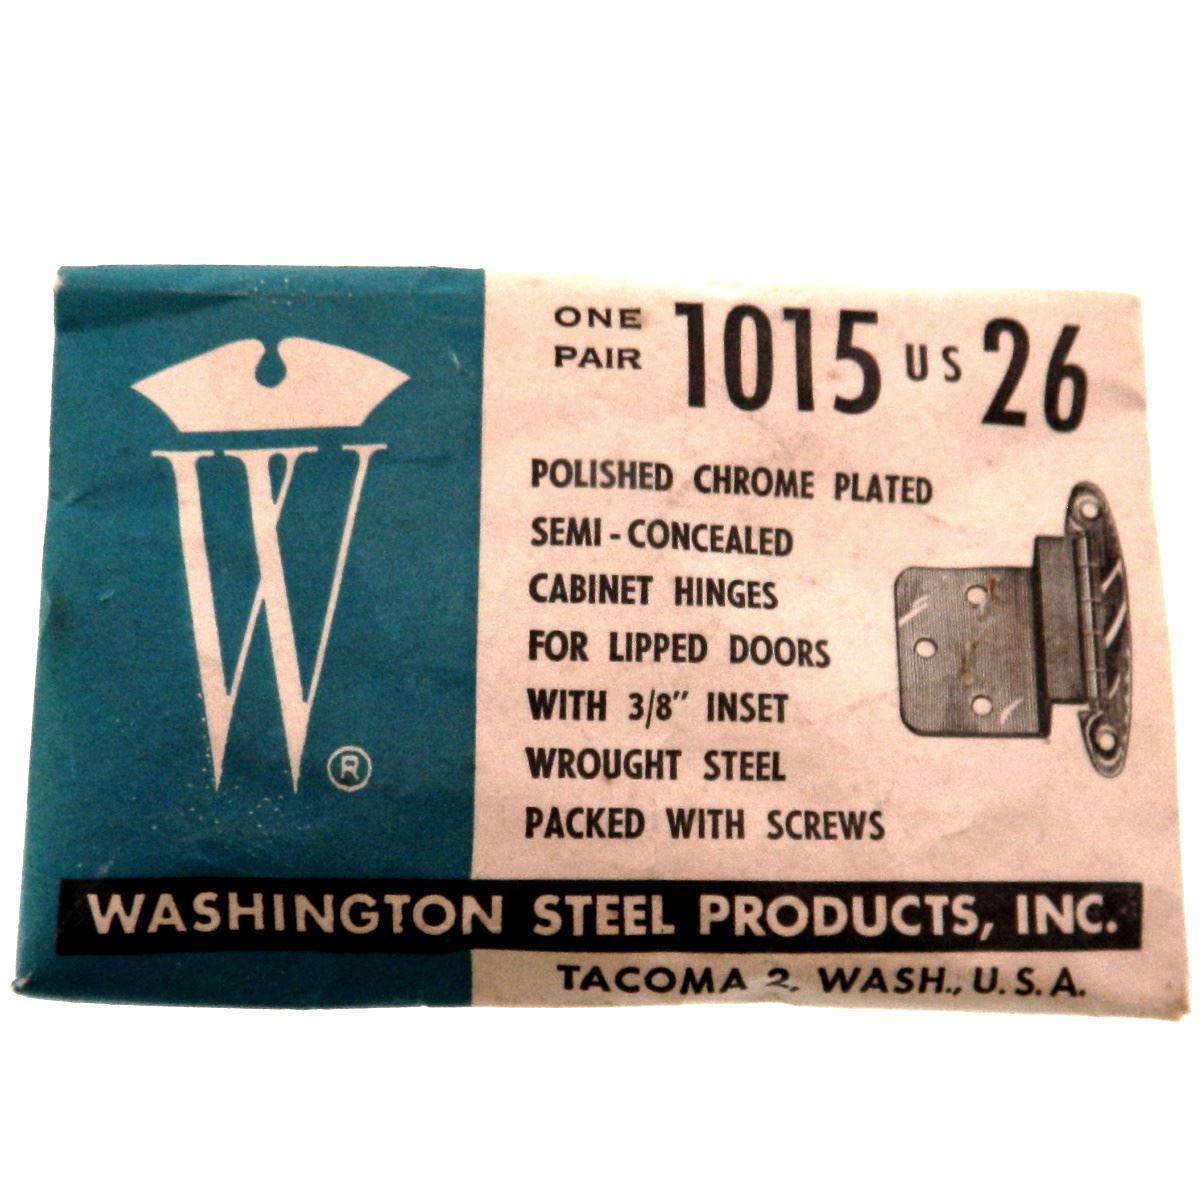 ONE PAIR 1015 US 26
POLISHED CHROME PLATED
SEMI-CONCEALED
CABINET HINGES
FOR LIPPED DOORS
WITH 3/8" INSET
WROUGHT STEEL
PACKED WITH SCREWS
W
®
WASHINGTON STEEL PRODUCTS, INC.
TACOMA 2, WASH., U.S.A.